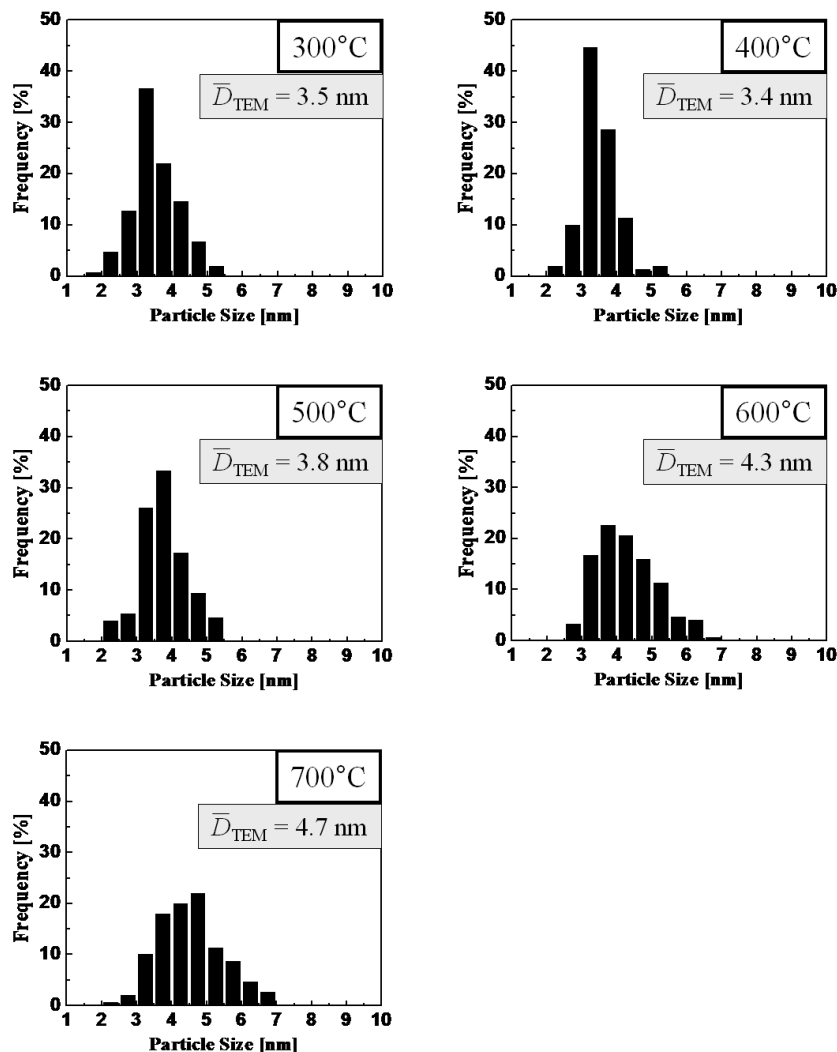 50
300°C
D̅TEM = 3.5 nm
40
30
20
10
0
Frequency [%]
1 2 3 4 5 6 7 8 9 10
Particle Size [nm]
50
400°C
D̅TEM = 3.4 nm
40
30
20
10
0
Frequency [%]
1 2 3 4 5 6 7 8 9 10
Particle Size [nm]
50
500°C
D̅TEM = 3.8 nm
40
30
20
10
0
Frequency [%]
1 2 3 4 5 6 7 8 9 10
Particle Size [nm]
50
600°C
D̅TEM = 4.3 nm
40
30
20
10
0
Frequency [%]
1 2 3 4 5 6 7 8 9 10
Particle Size [nm]
50
700°C
D̅TEM = 4.7 nm
40
30
20
10
0
Frequency [%]
1 2 3 4 5 6 7 8 9 10
Particle Size [nm]